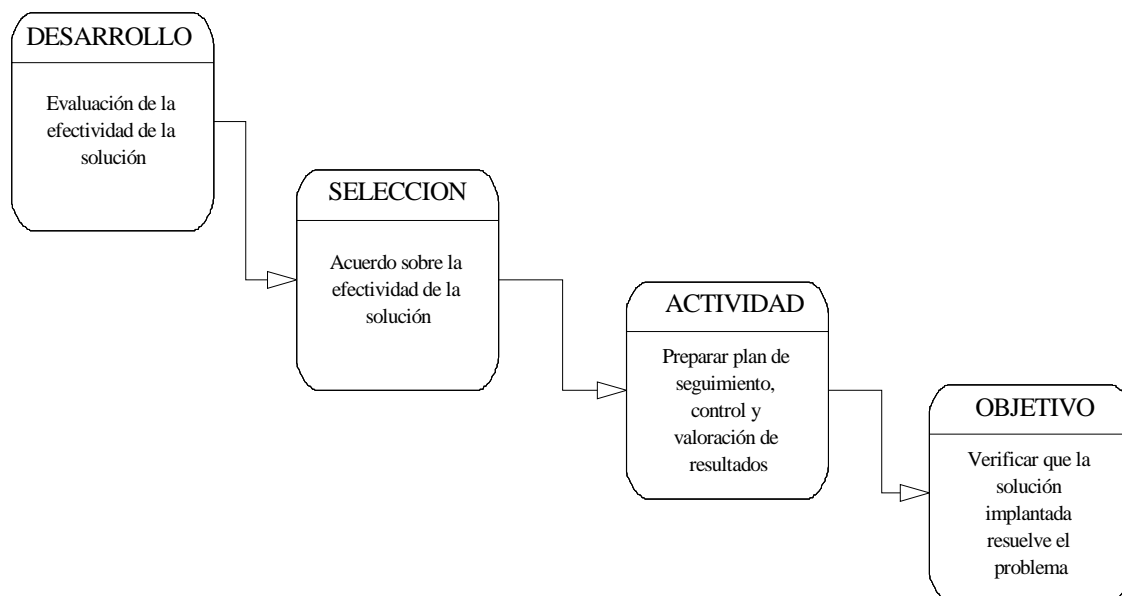 DESARROLLO
Evaluación de la
efectividad de la
solución
SELECCION
Acuerdo sobre la
efectividad de la
solución
ACTIVIDAD
Preparar plan de
seguimiento,
control y
valoración de
resultados
OBJETIVO
Verificar que la
solución
implantada
resuelve el
problema